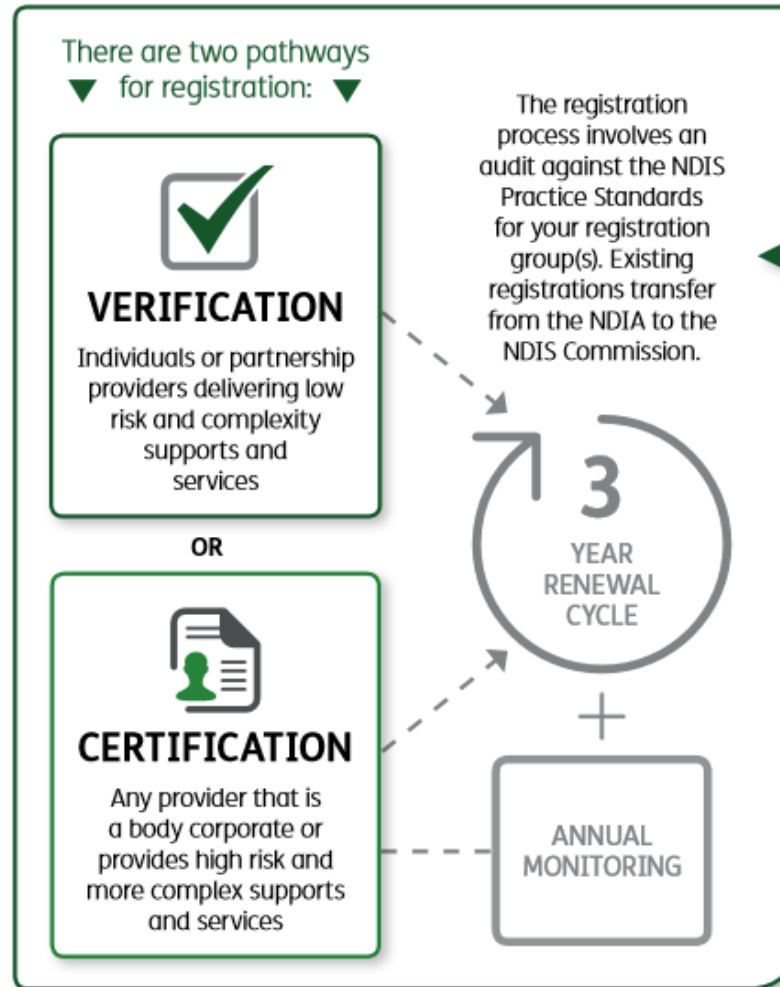 There are two pathways
for registration:
VERIFICATION
Individuals or partnership
providers delivering low
risk and complexity
supports and
services
OR
CERTIFICATION
Any provider that is
a body corporate or
provides high risk and
more complex supports
and services
The registration
process involves an
audit against the NDIS
Practice Standards
for your registration
group(s). Existing
registrations transfer
from the NDIA to the
NDIS Commission.
3
YEAR
RENEWAL
CYCLE
+
ANNUAL
MONITORING